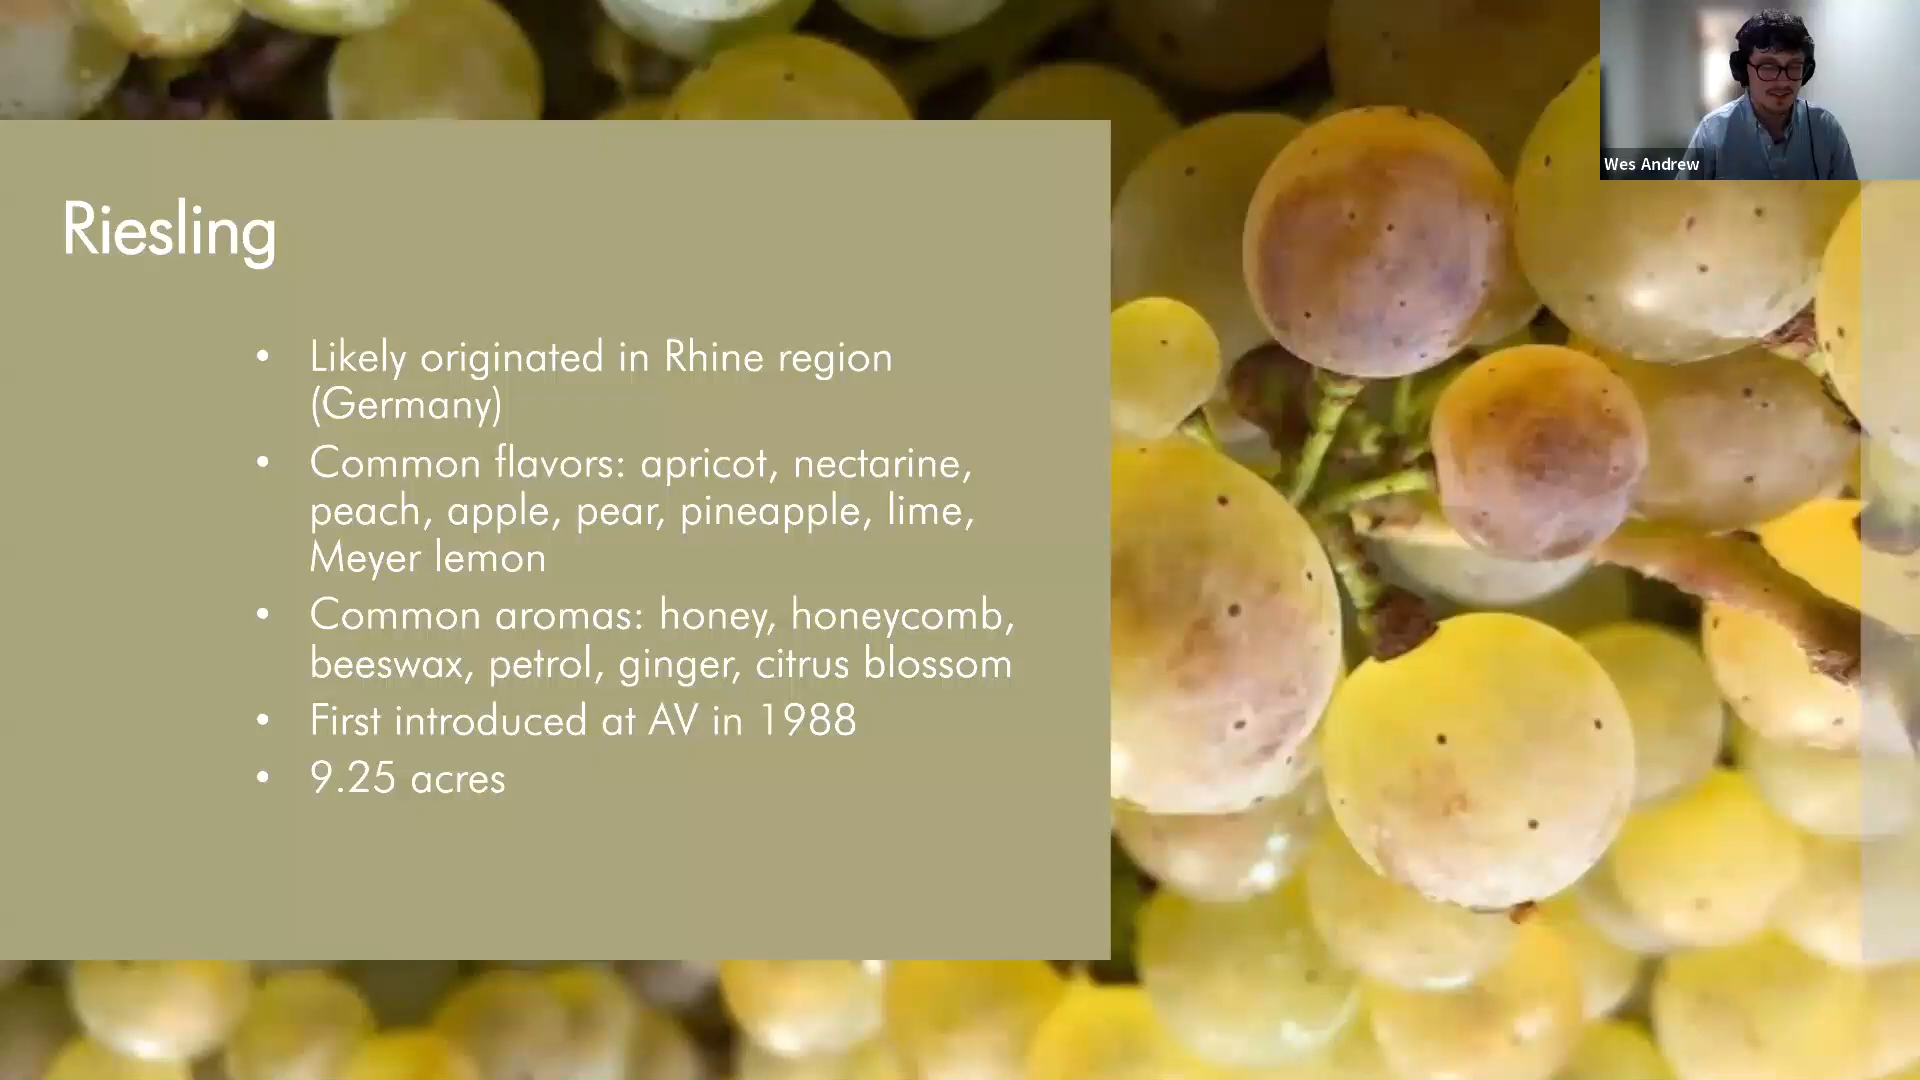 Wes Andrew
Riesling
• Likely originated in Rhine region
(Germany)
• Common flavors: apricot, nectarine,
peach, apple, pear, pineapple, lime,
Meyer lemon
• Common aromas: honey, honeycomb,
beeswax, petrol, ginger, citrus blossom
• First introduced at AV in 1988
• 9.25 acres